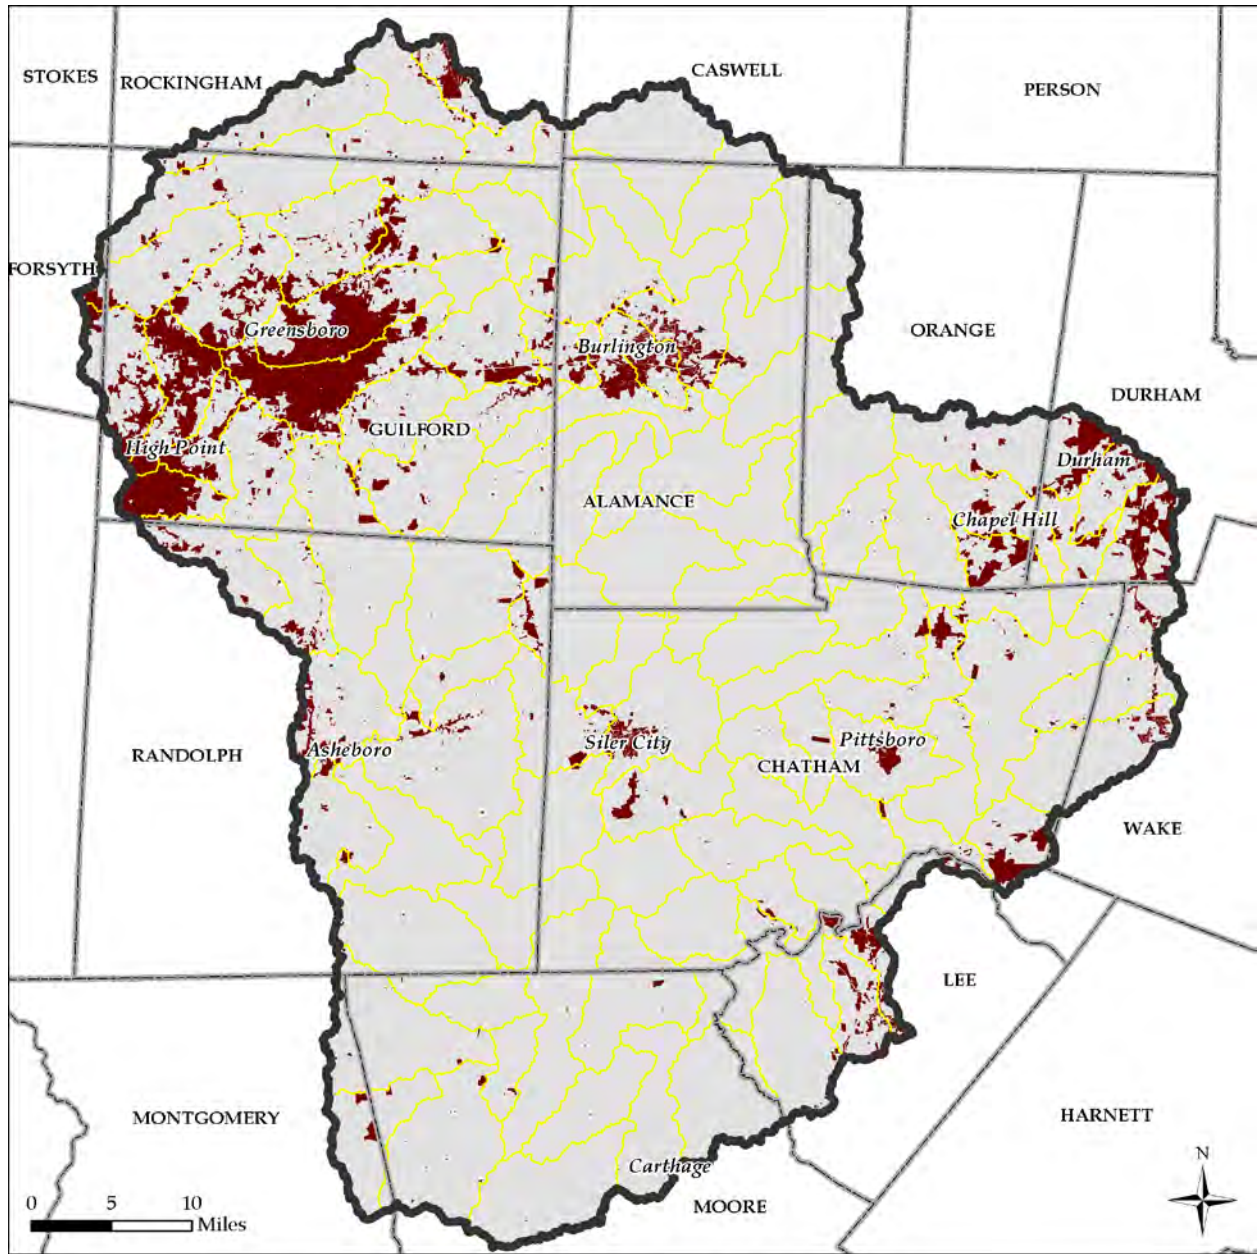 CASWELL
STOKES
ROCKINGHAM
PERSON
FORSYTH
Greensboro
Burlington
ORANGE
DURHAM
GUILFORD
High Point
Durham
ALAMANCE
Chapel Hill
RANDOLPH
Asheboro
Siler City
Pittsboro
CHATHAM
WAKE
LEE
MONTGOMERY
HARNETT
Carthage
MOORE
N
0 5 10
Miles